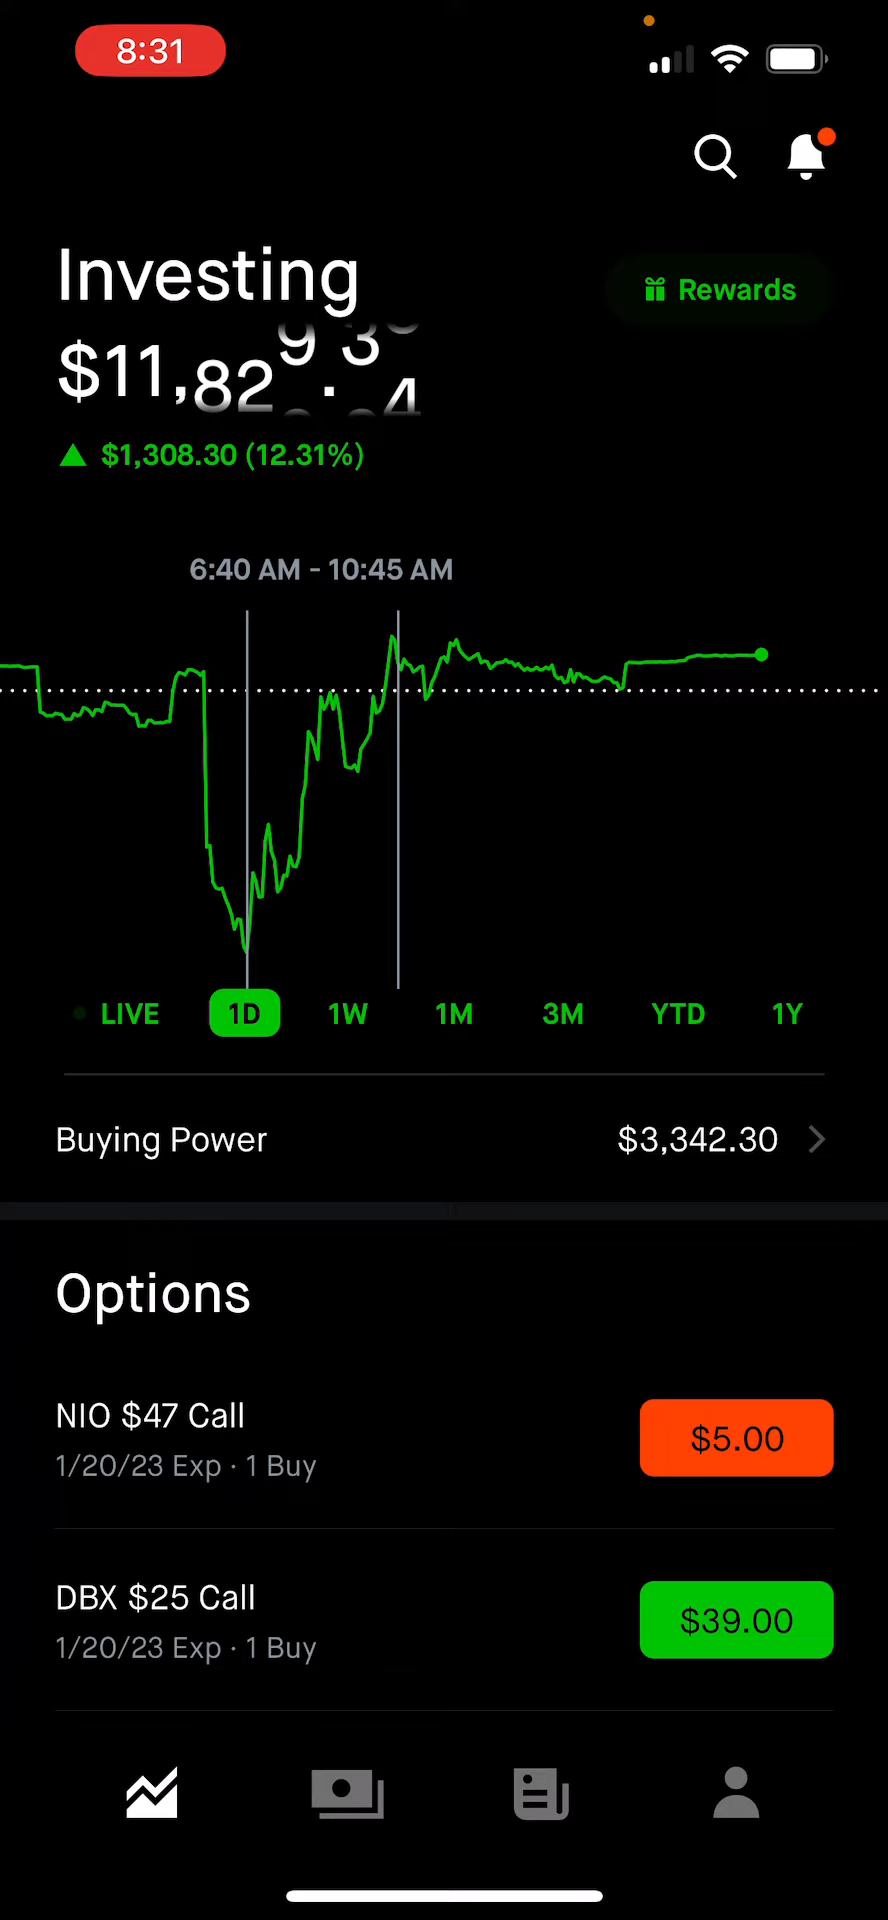 8:31
Investing
Rewards
$11,82
$1,308.30 (12.31%)
6:40 AM - 10:45 AM
LIVE 1D 1W 1M 3M YTD 1Y
Buying Power $3,342.30
Options
NIO $47 Call
$5.00
1/20/23 Exp · 1 Buy
DBX $25 Call
$39.00
1/20/23 Exp · 1 Buy